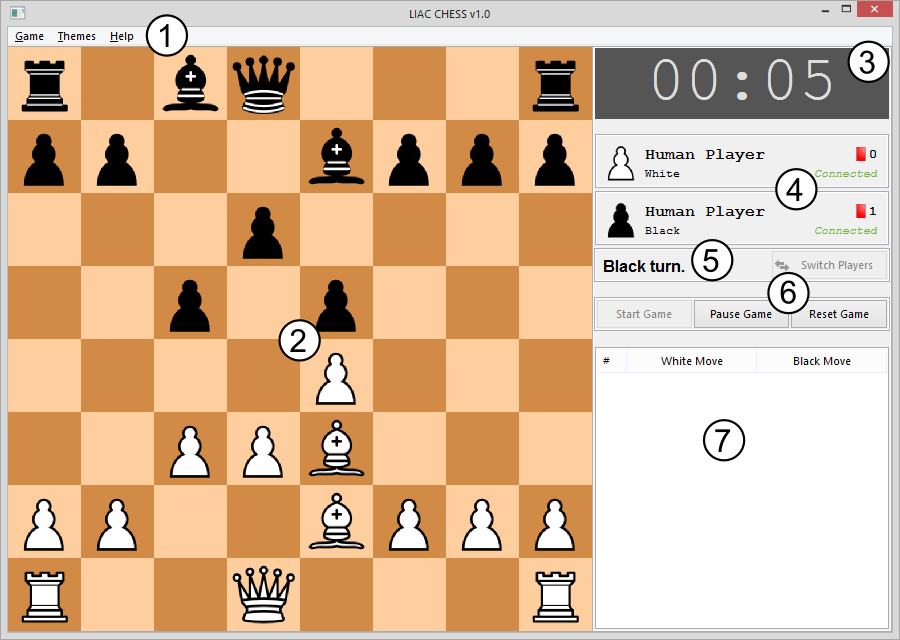 LIAC CHESS v1.0
Game Themes Help 1
3
00:05
Human Player 0
White Connected
4
Human Player 1
Black Connected
Black turn. 5 Switch Players
6
Start Game Pause Game Reset Game
2
# White Move Black Move
7